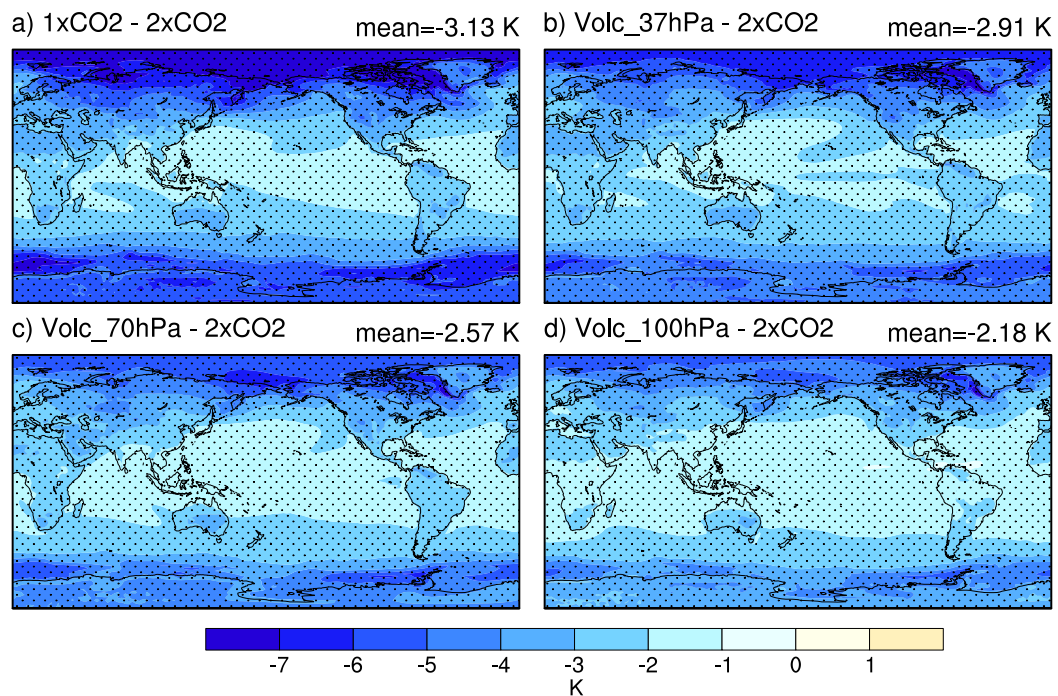 a) 1xCO2 - 2xCO2 mean=-3.13 K
b) Volc_37hPa - 2xCO2 mean=-2.91 K
c) Volc_70hPa - 2xCO2 mean=-2.57 K
d) Volc_100hPa - 2xCO2 mean=-2.18 K
-7 -6 -5 -4 -3 -2 -1 0 1
K